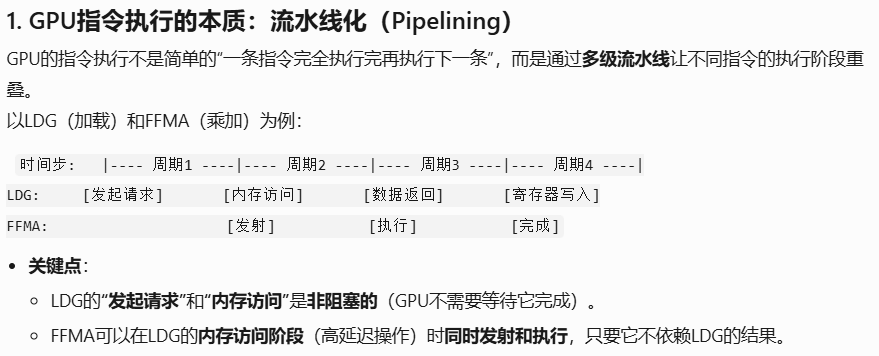 1. GPU指令执行的本质：流水线化（Pipelining）
GPU的指令执行不是简单的“一条指令完全执行完再执行下一条”，而是通过多级流水线让不同指令的执行阶段重
叠。
以LDG（加载）和FFMA（乘加）为例：
时间步： |---- 周期1 ----|---- 周期2 ----|---- 周期3 ----|---- 周期4 ----|
LDG: [发起请求] [内存访问] [数据返回] [寄存器写入]
FFMA: [发射] [执行] [完成]
• 关键点：
◦ LDG的“发起请求”和“内存访问”是非阻塞的（GPU不需要等待它完成）。
◦ FFMA可以在LDG的内存访问阶段（高延迟操作）时同时发射和执行，只要它不依赖LDG的结果。